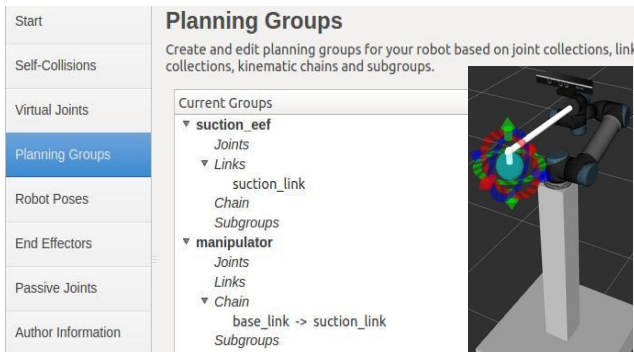 Start
Self-Collisions
Virtual Joints
Planning Groups
Robot Poses
End Effectors
Passive Joints
Author Information
Planning Groups
Create and edit planning groups for your robot based on joint collections, link
collections, kinematic chains and subgroups.
Current Groups
suction_eef
Joints
Links
suction_link
Chain
Subgroups
manipulator
Joints
Links
Chain
base_link -> suction_link
Subgroups